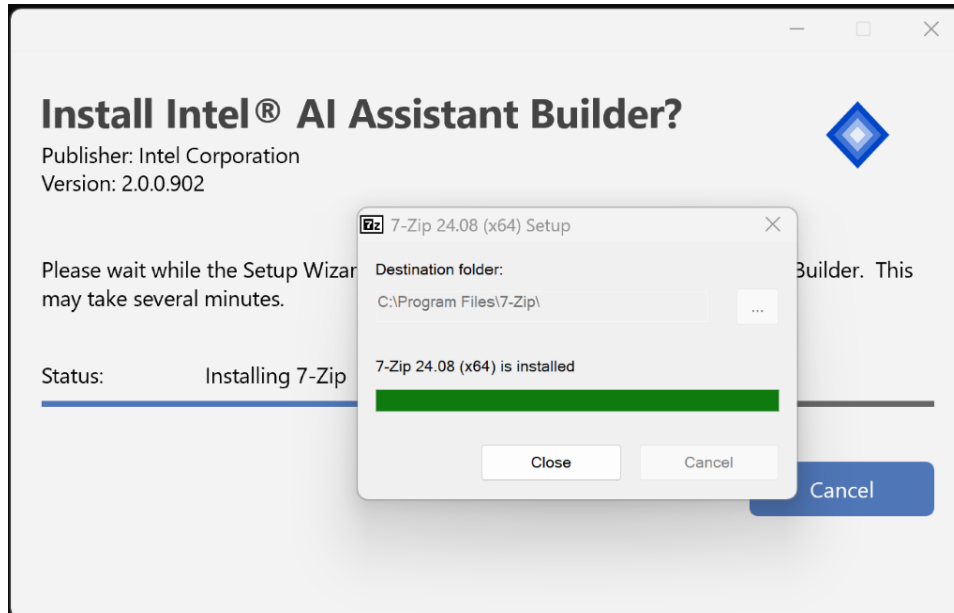 Install Intel® AI Assistant Builder?
Publisher: Intel Corporation
Version: 2.0.0.902
7z 7-Zip 24.08 (x64) Setup
Destination folder:
C:\Program Files\7-Zip\
...
7-Zip 24.08 (x64) is installed
Close Cancel
Please wait while the Setup Wizar Builder. This
may take several minutes.
Status: Installing 7-Zip
Cancel